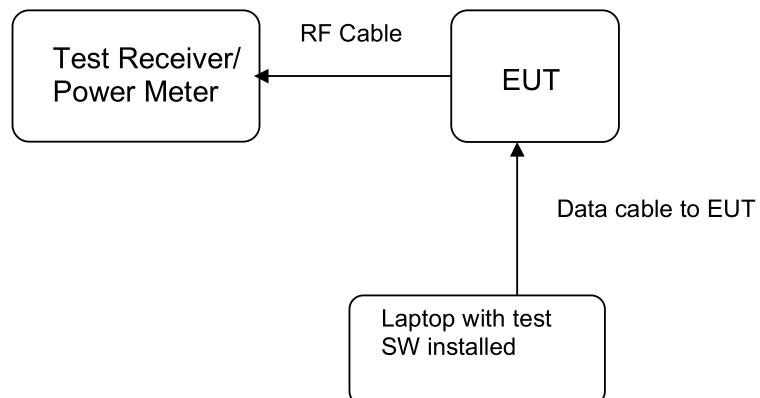 RF Cable
Test Receiver/
Power Meter
EUT
Data cable to EUT
Laptop with test
SW installed